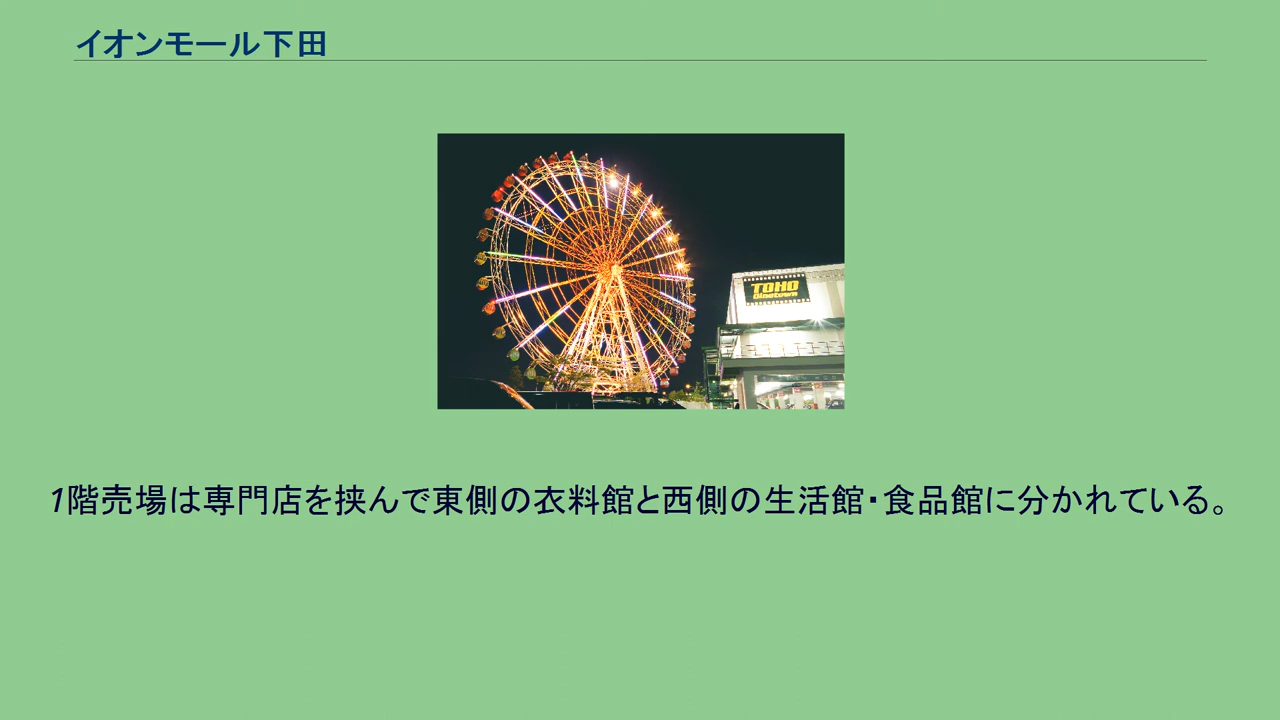 イオンモール下田
TOHO
Cinetown
1階売場は専門店を挟んで東側の衣料館と西側の生活館・食品館に分かれている。